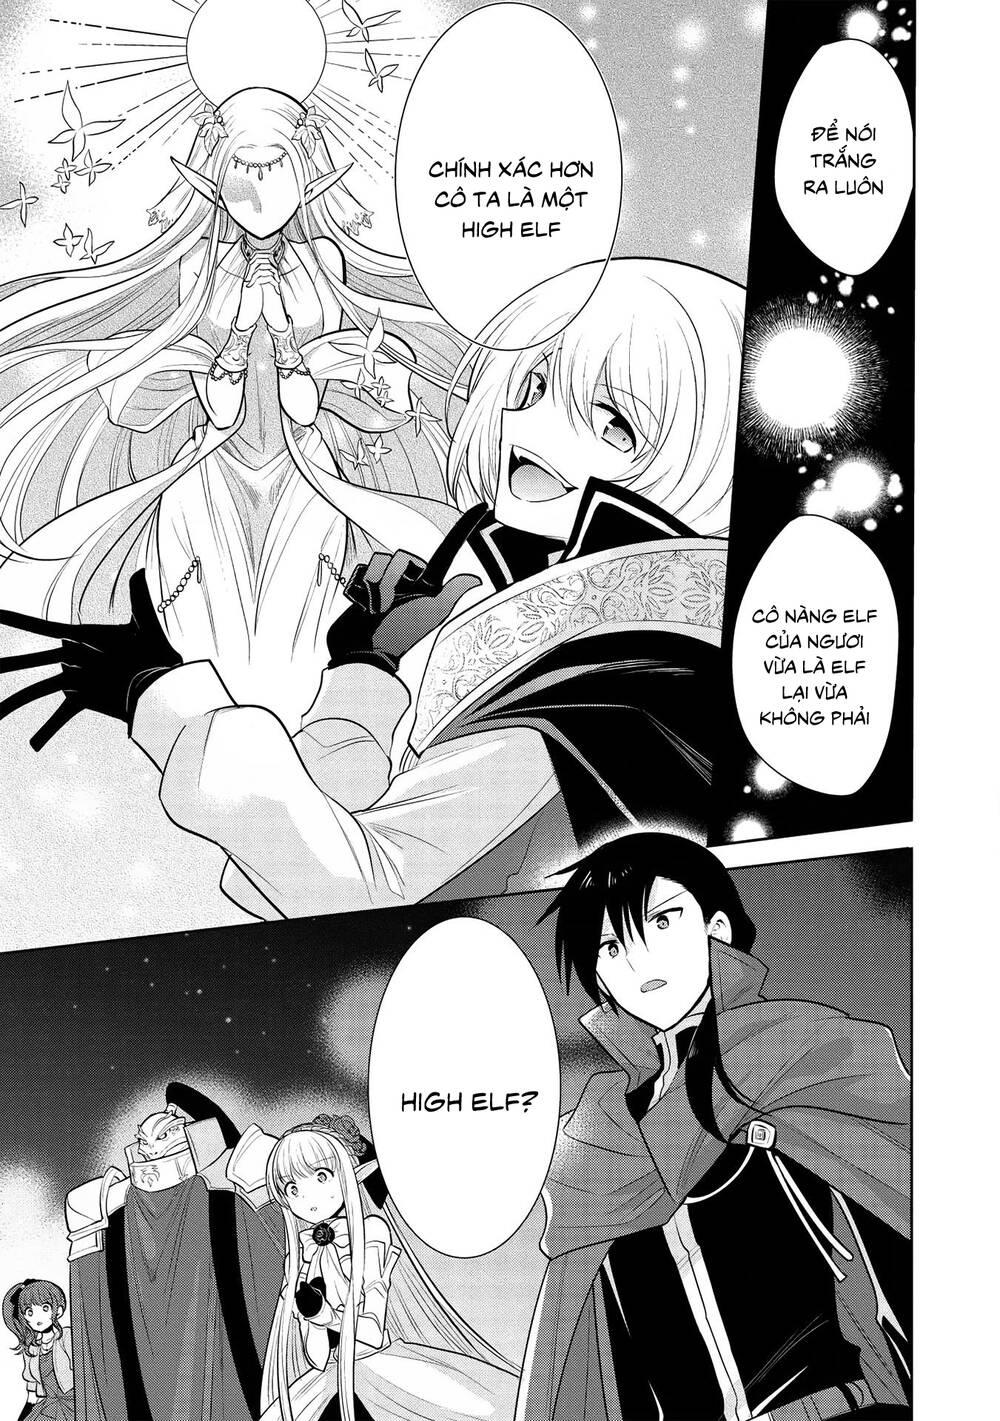 ĐỂ NÓI
TRẮNG
RA LUÔN
CÔ NÀNG ELF
CỦA NGƯƠI
VỪA LÀ ELF
LẠI VỪA
KHÔNG PHẢI
CHÍNH XÁC HƠN
CÔ TA LÀ MỘT
HIGH ELF
HIGH ELF?